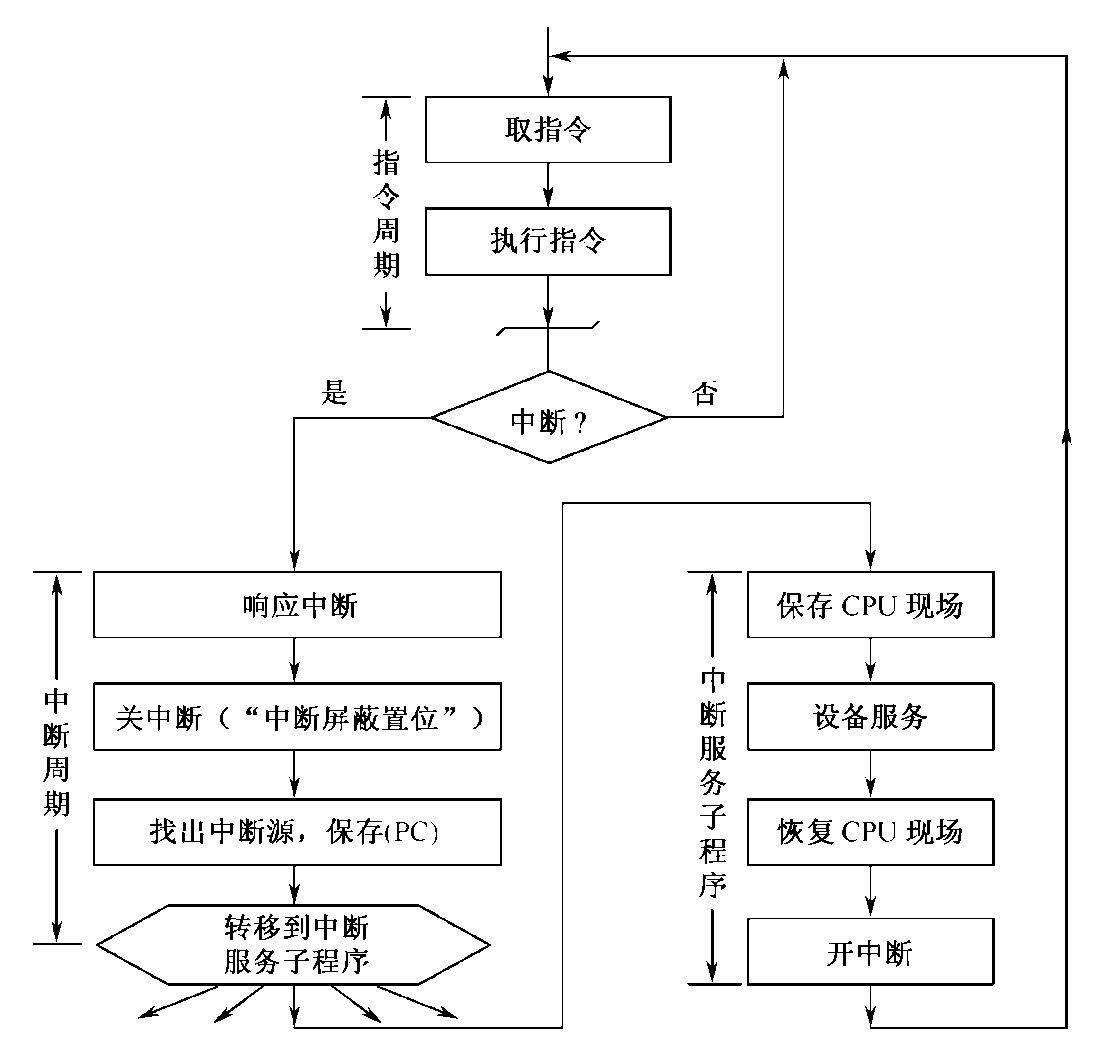 取指令
指令周期
执行指令
是
否
中断?
响应中断
保存 CPU 现场
中断周期
关中断(“中断屏蔽置位”)
中断服务子程序
设备服务
找出中断源,保存(PC)
恢复 CPU 现场
转移到中断
服务子程序
开中断